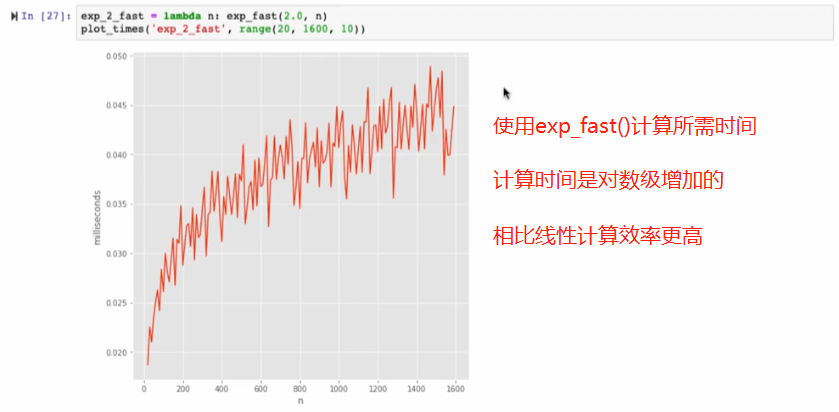 In [27]: exp_2_fast = lambda n: exp_fast(2.0, n)
plot_times('exp_2_fast', range(20, 1600, 10))
0.050
0.045
0.040
0.035
0.030
0.025
0.020
milliseconds
0 200 400 600 800 1000 1200 1400 1600
n
使用exp_fast()计算所需时间
计算时间是对数级增加的
相比线性计算效率更高